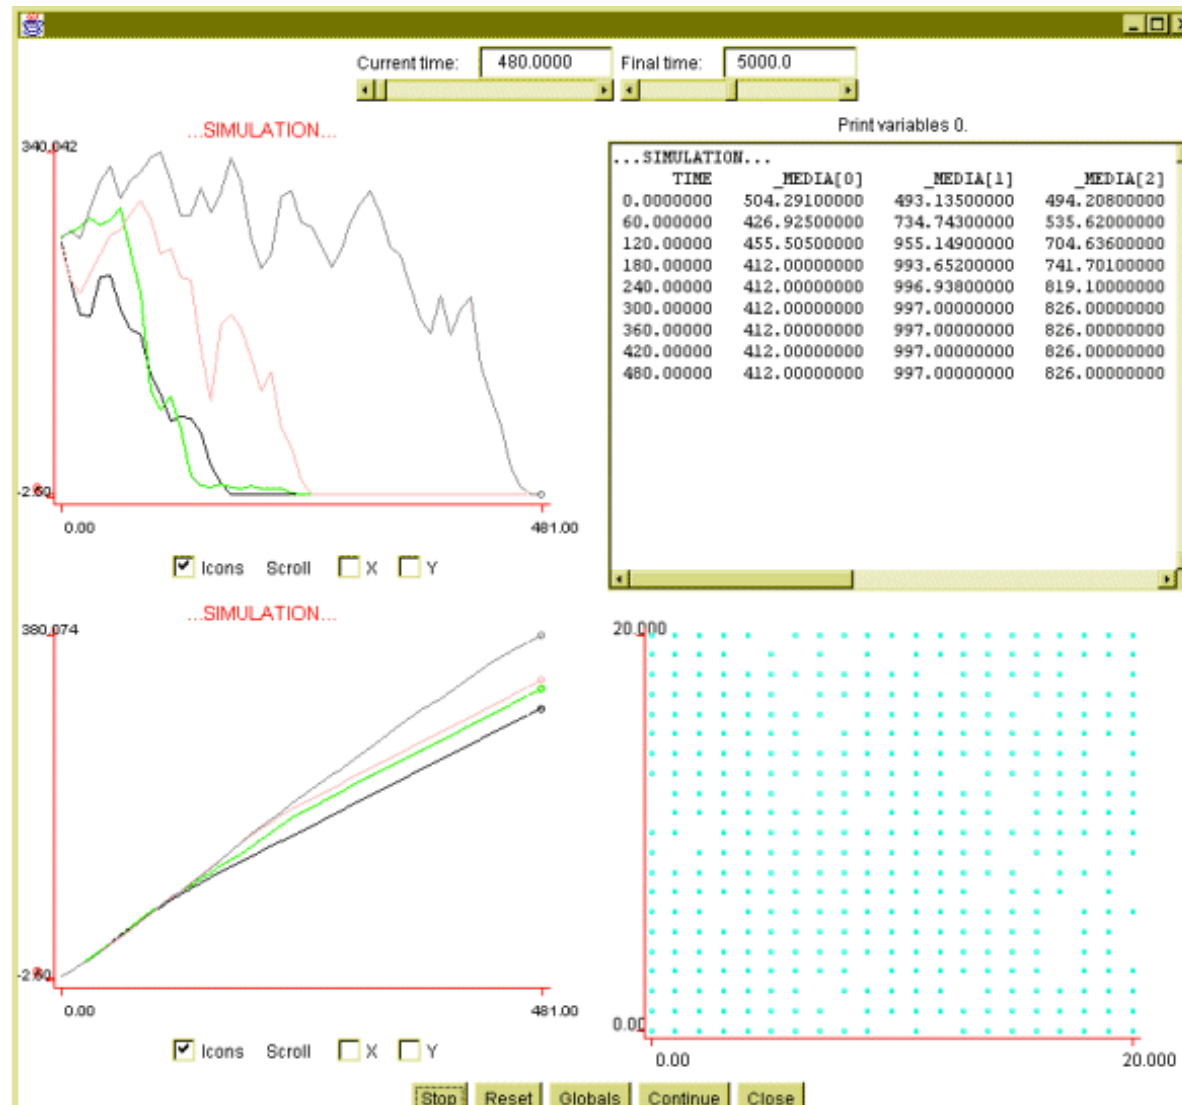 Current time: 480.0000 Final time: 5000.0
...SIMULATION...
340.042
0.00 481.00
Icons Scroll X Y
Print variables 0.
...SIMULATION...
TIME _MEDIA[0] _MEDIA[1] _MEDIA[2]
0.0000000 504.29100000 493.13500000 494.20800000
60.000000 426.92500000 734.74300000 535.62000000
120.00000 455.50500000 955.14900000 704.63600000
180.00000 412.00000000 993.65200000 741.70100000
240.00000 412.00000000 996.93800000 819.10000000
300.00000 412.00000000 997.00000000 826.00000000
360.00000 412.00000000 997.00000000 826.00000000
420.00000 412.00000000 997.00000000 826.00000000
480.00000 412.00000000 997.00000000 826.00000000
...SIMULATION...
380.074
0.00 481.00
Icons Scroll X Y
20.000
0.00
0.00 20.000
Stop Reset Globals Continue Close